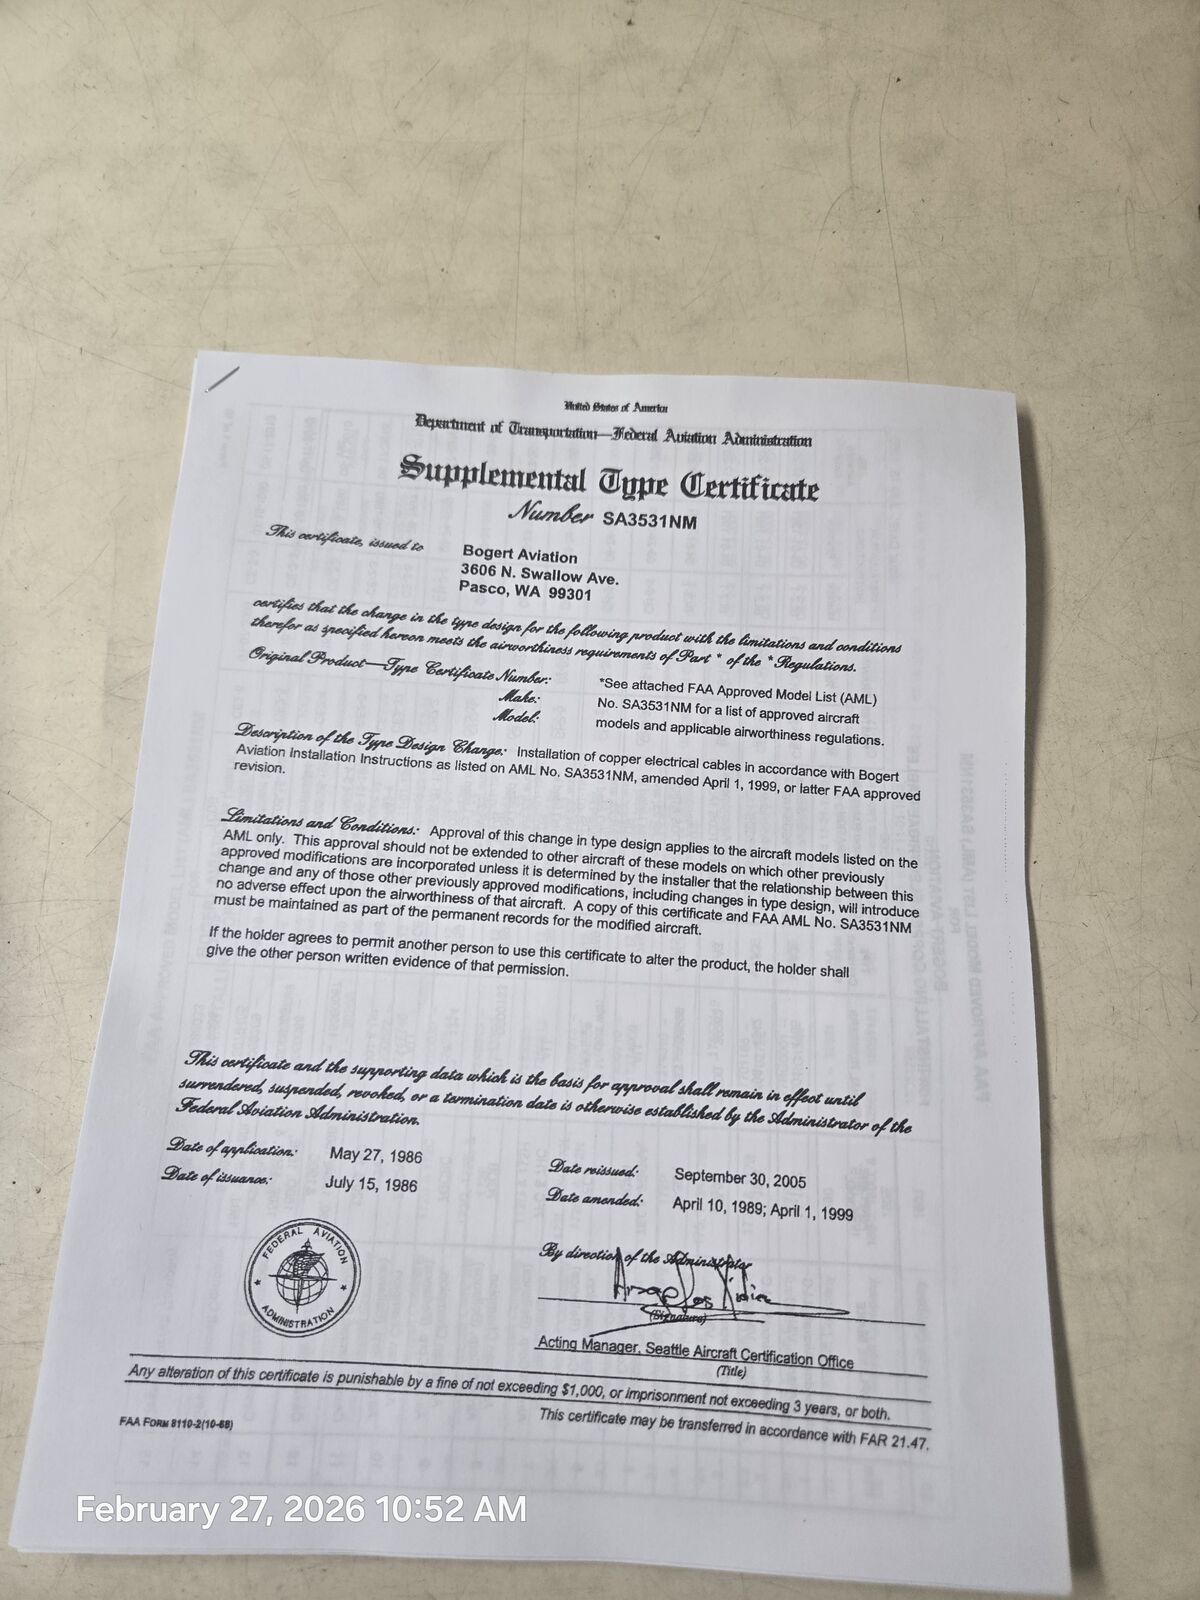 United States of America
Department of Transportation—Federal Aviation Administration
Supplemental Type Certificate
Number SA3531NM
This certificate, issued to
Bogert Aviation
3606 N. Swallow Ave.
Pasco, WA 99301
certifies that the change in the type design for the following product with the limitations and conditions
therefor as specified hereon meets the airworthiness requirements of Part * of the * Regulations.
Original Product—Type Certificate Number:
Make:
Model:
*See attached FAA Approved Model List (AML)
No. SA3531NM for a list of approved aircraft
models and applicable airworthiness regulations.
Description of the Type Design Change: Installation of copper electrical cables in accordance with Bogert
Aviation Installation Instructions as listed on AML No. SA3531NM, amended April 1, 1999, or latter FAA approved
revision.
Limitations and Conditions: Approval of this change in type design applies to the aircraft models listed on the
AML only. This approval should not be extended to other aircraft of these models on which other previously
approved modifications are incorporated unless it is determined by the installer that the relationship between this
change and any of those other previously approved modifications, including changes in type design, will introduce
no adverse effect upon the airworthiness of that aircraft. A copy of this certificate and FAA AML No. SA3531NM
must be maintained as part of the permanent records for the modified aircraft.
If the holder agrees to permit another person to use this certificate to alter the product, the holder shall
give the other person written evidence of that permission.
This certificate and the supporting data which is the basis for approval shall remain in effect until
surrendered, suspended, revoked, or a termination date is otherwise established by the Administrator of the
Federal Aviation Administration.
Date of application: May 27, 1986
Date of issuance: July 15, 1986
Date reissued: September 30, 2005
Date amended: April 10, 1989; April 1, 1999
FEDERAL AVIATION
ADMINISTRATION
By direction of the Administrator
(Signature)
Acting Manager, Seattle Aircraft Certification Office
(Title)
Any alteration of this certificate is punishable by a fine of not exceeding $1,000, or imprisonment not exceeding 3 years, or both.
FAA FORM 8110-2(10-68)
This certificate may be transferred in accordance with FAR 21.47.
February 27, 2026 10:52 AM